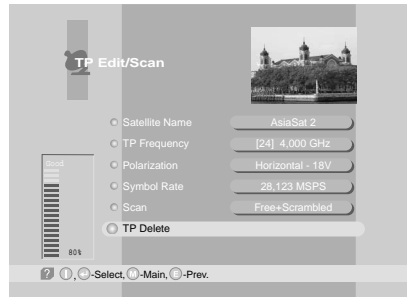 TP Edit/Scan
Satellite Name AsiaSat 2
TP Frequency [24] 4,000 GHz
Polarization Horizontal - 18V
Symbol Rate 28,123 MSPS
Scan Free+Scrambled
TP Delete
Good
80%
? I, ↵-Select, M-Main, E-Prev.